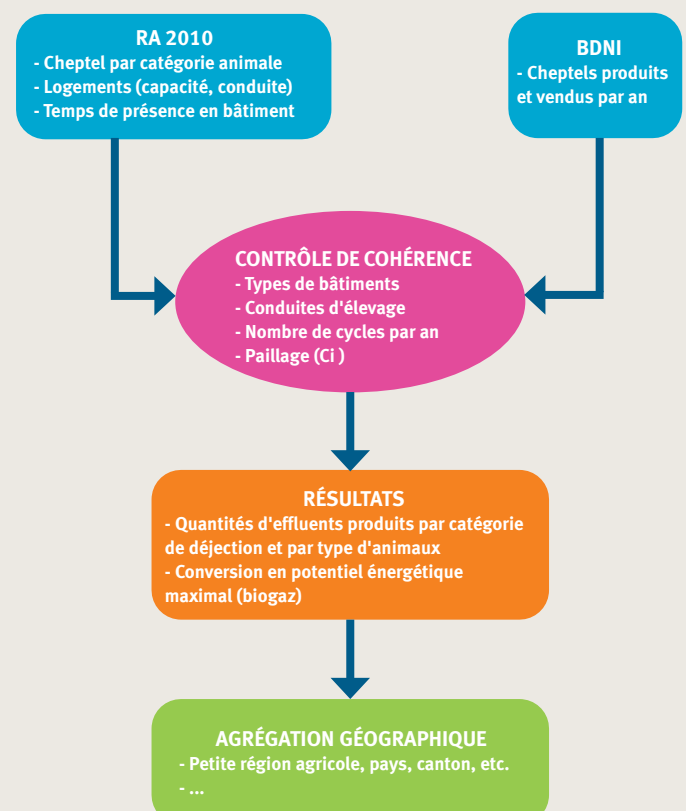 RA 2010
- Cheptel par catégorie animale
- Logements (capacité, conduite)
- Temps de présence en bâtiment
BDNI
- Cheptels produits
et vendus par an
CONTRÔLE DE COHÉRENCE
- Types de bâtiments
- Conduites d'élevage
- Nombre de cycles par an
- Paillage (Ci )
RÉSULTATS
- Quantités d'effluents produits par catégorie
de déjection et par type d'animaux
- Conversion en potentiel énergétique
maximal (biogaz)
AGRÉGATION GÉOGRAPHIQUE
- Petite région agricole, pays, canton, etc.
- ...